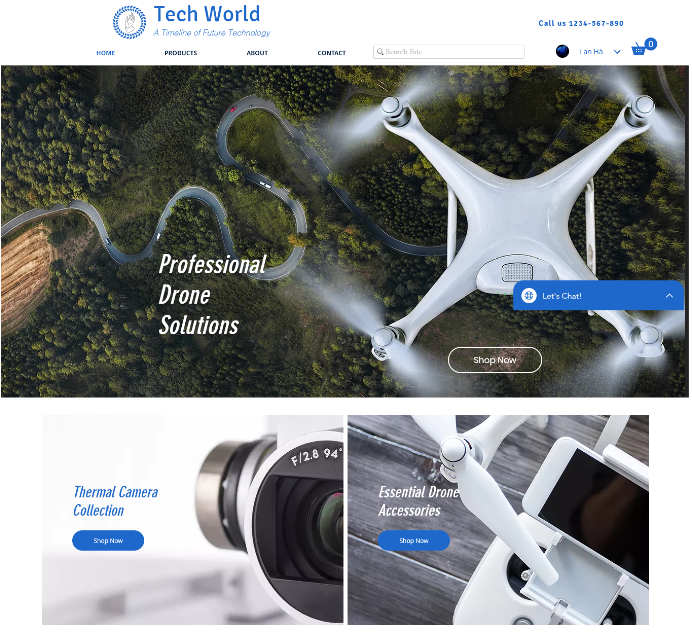 Tech World
A Timeline of Future Technology
Call us 1234-567-890
HOME
PRODUCTS
ABOUT
CONTACT
Search Site
Lan Hà
0
Professional
Drone
Solutions
Let's Chat!
Shop Now
F/2.8 94°
Thermal Camera
Collection
Shop Now
Essential Drone
Accessories
Shop Now